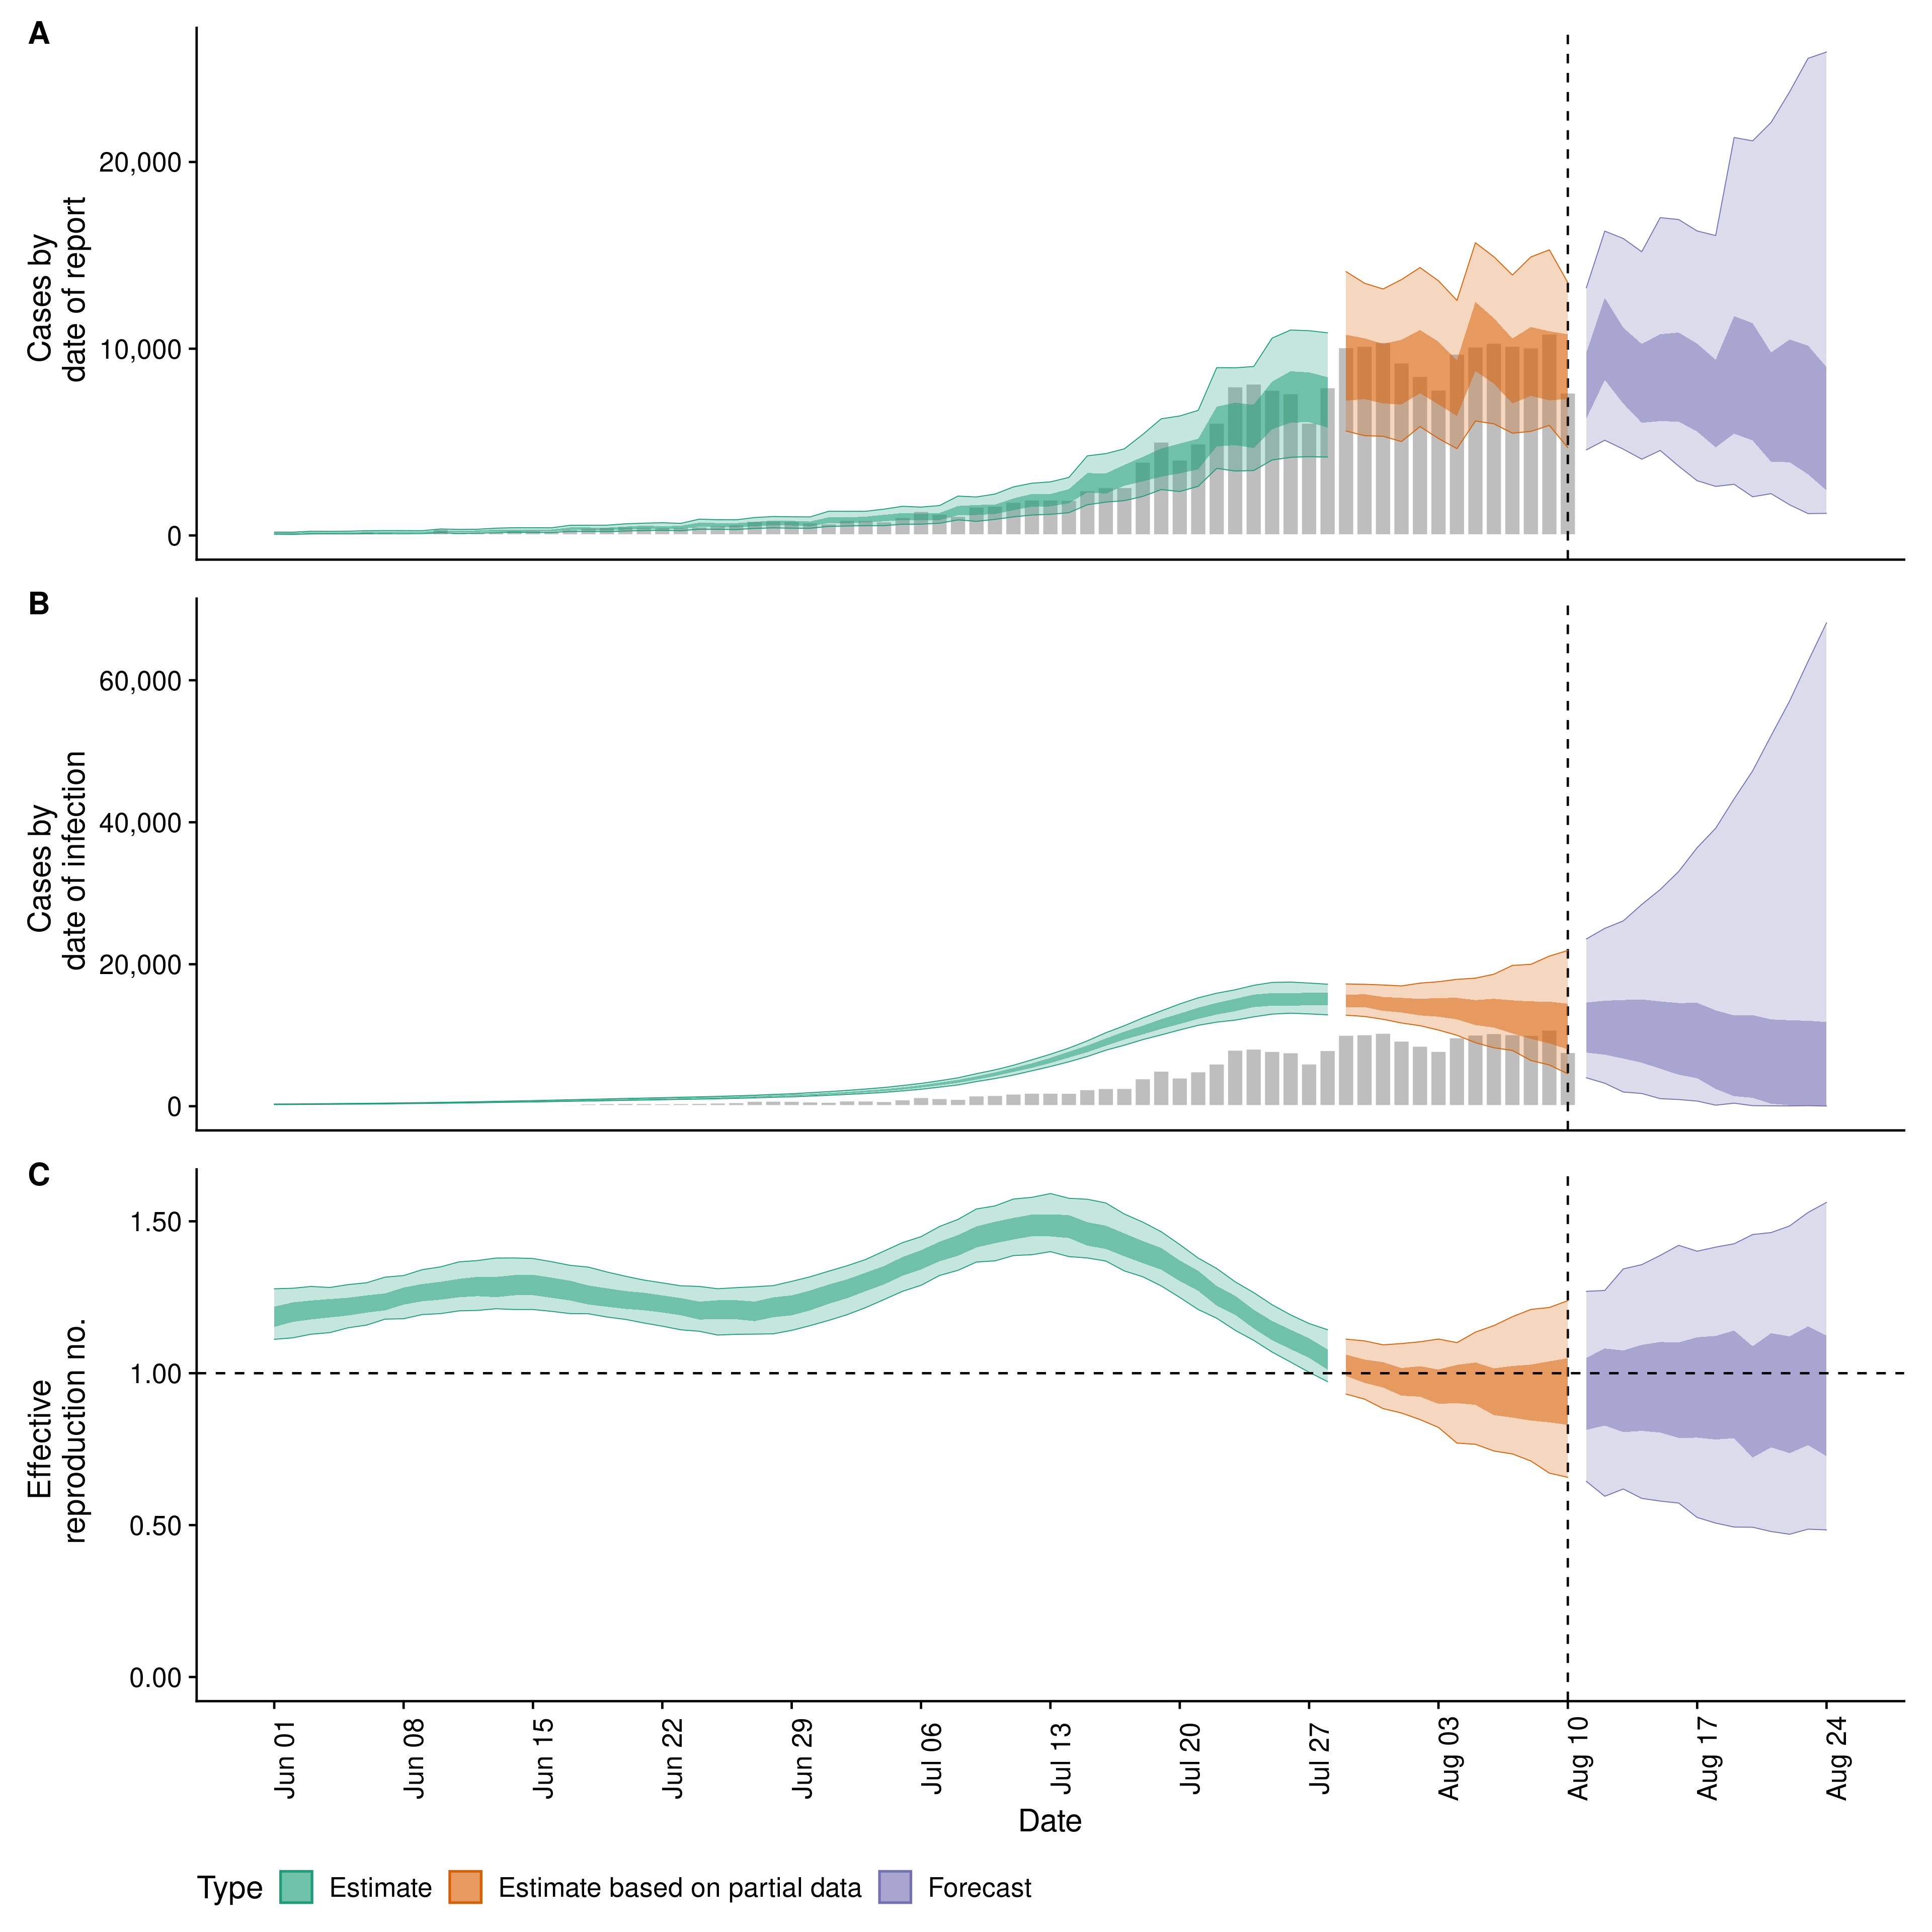 A
Cases by
date of report
20,000
10,000
0
B
Cases by
date of infection
60,000
40,000
20,000
0
C
Effective
reproduction no.
1.50
1.00
0.50
0.00
Jun 01
Jun 08
Jun 15
Jun 22
Jun 29
Jul 06
Jul 13
Jul 20
Jul 27
Aug 03
Aug 10
Aug 17
Aug 24
Date
Type Estimate Estimate based on partial data Forecast